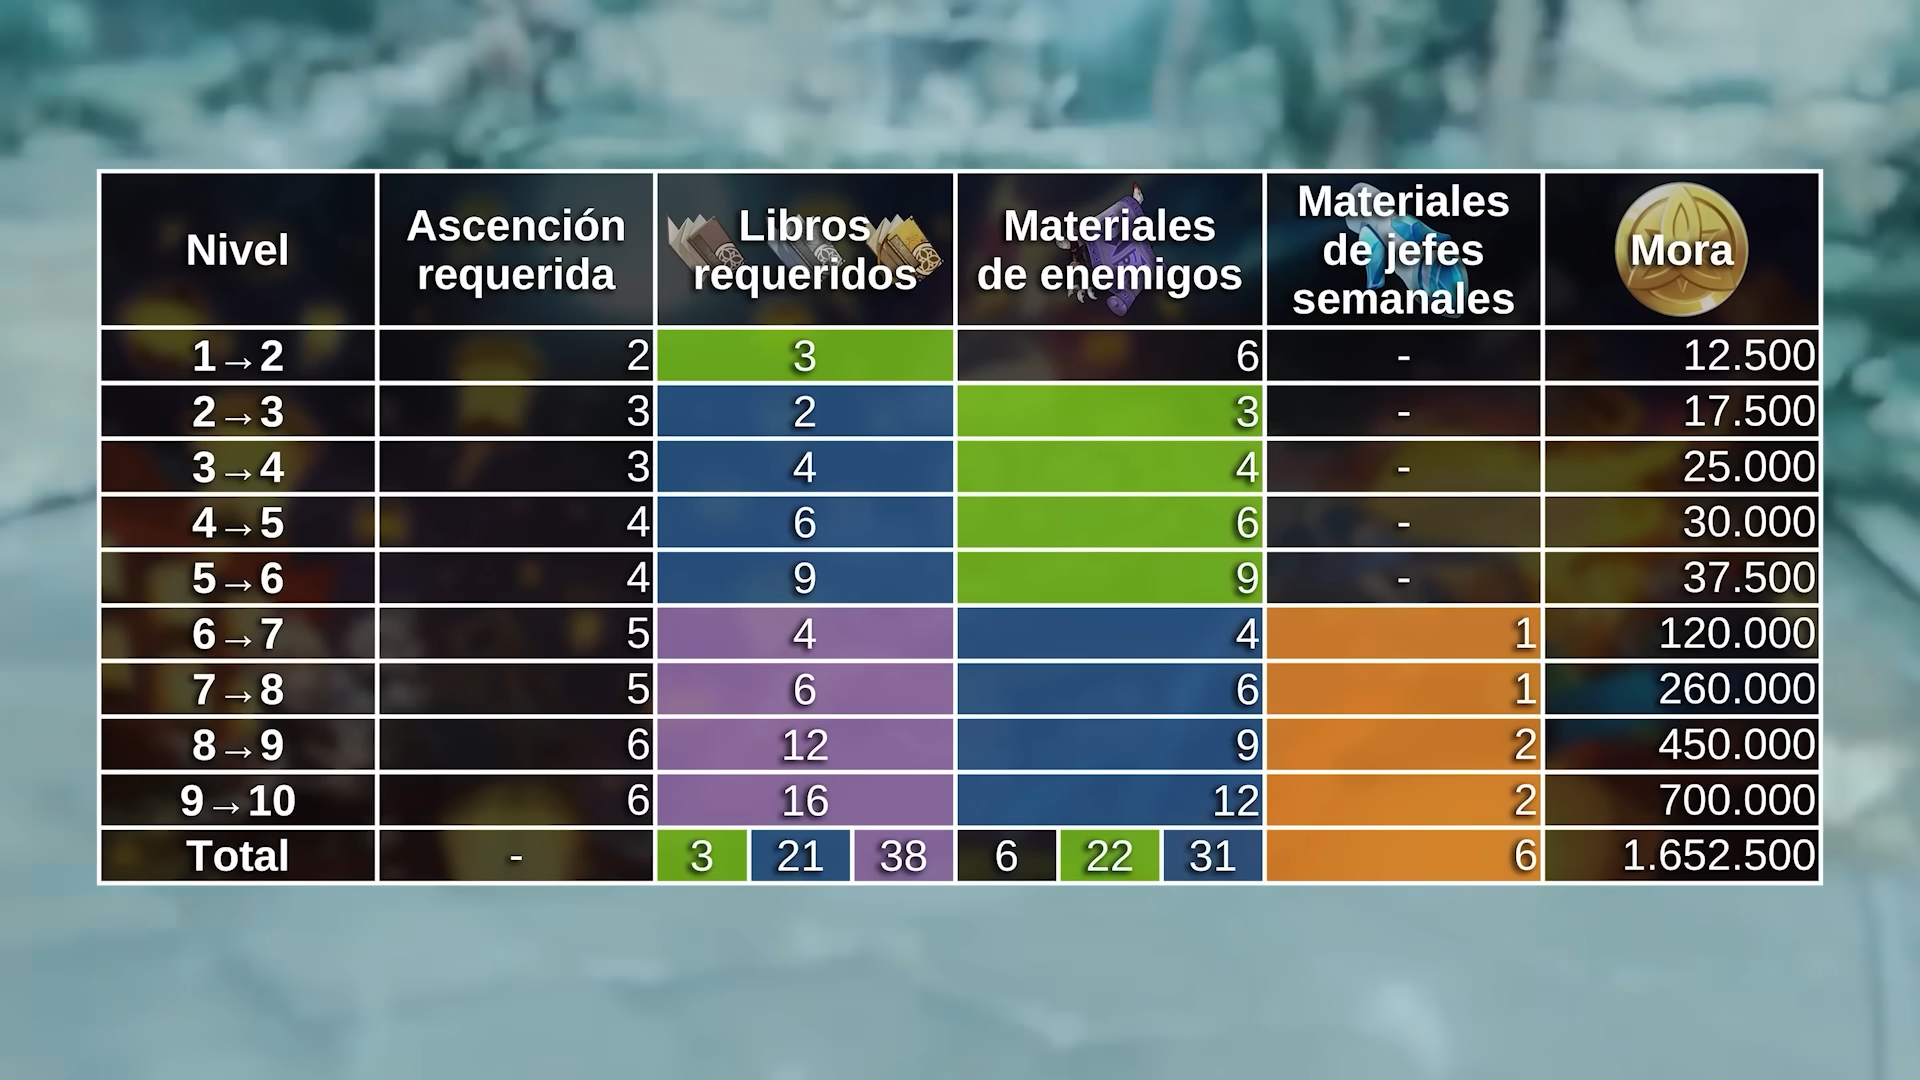 Nivel
Ascención
requerida
Libros
requeridos
Materiales
de enemigos
Materiales
de jefes
semanales
Mora
1→2 2 3 6 - 12.500
2→3 3 2 3 - 17.500
3→4 3 4 4 - 25.000
4→5 4 6 6 - 30.000
5→6 4 9 9 - 37.500
6→7 5 4 4 1 120.000
7→8 5 6 6 1 260.000
8→9 6 12 9 2 450.000
9→10 6 16 12 2 700.000
Total - 3 21 38 6 22 31 6 1.652.500